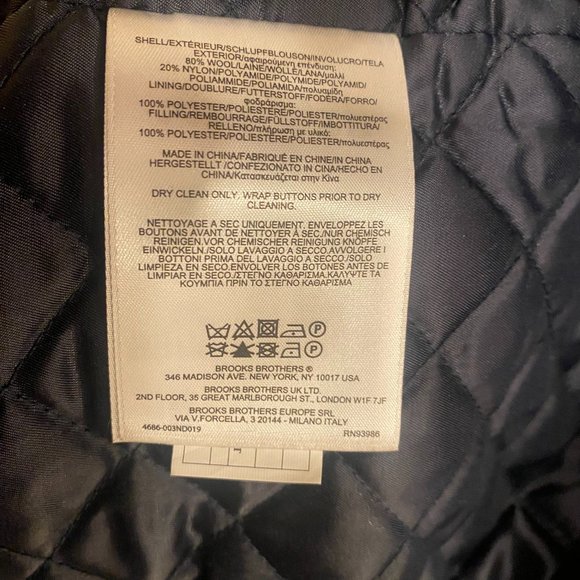 SHELL/EXTÉRIEUR/SCHLUPFBLOUSON/INVOLUCRO/TELA
EXTERIOR/αφαιρούμενη επένδυση:
80% WOOL/LAINE/WOLLE/LANA/μαλλί
20% NYLON/POLYAMIDE/POLYAMID/
POLIAMMIDE/POLIAMIDA/πολυαμίδη
LINING/DOUBLURE/FUTTERSTOFF/FODERA/FORRO/
φοδράρισμα:
100% POLYESTER/POLIESTERE/POLIÉSTER/πολυεστέρας
FILLING/REMBOURRAGE/FÜLLSTOFF/IMBOTTITURA/
RELLENO/πλήρωση με υλικό:
100% POLYESTER/POLIESTERE/POLIÉSTER/πολυεστέρας
MADE IN CHINA/FABRIQUÉ EN CHINE/IN CHINA
HERGESTELLT /CONFEZIONATO IN CINA/HECHO EN
CHINA/Κατασκευάζεται στην Κίνα
DRY CLEAN ONLY. WRAP BUTTONS PRIOR TO DRY
CLEANING.
NETTOYAGE A SEC UNIQUEMENT. ENVELOPPEZ LES
BOUTONS AVANT DE NETTOYER À SEC./NUR CHEMISCH
REINIGEN.VOR CHEMISCHER REINIGUNG KNÖPFE
EINWICKELN./SOLO LAVAGGIO A SECCO.AVVOLGERE I
BOTTONI PRIMA DEL LAVAGGIO A SECCO./SOLO
LIMPIEZA EN SECO.ENVOLVER LOS BOTONES ANTES DE
LIMPIAR EN SECO./ΣΤΕΓΝΟ ΚΑΘΑΡΙΣΜΑ.ΚΑΛΥΨΤΕ ΤΑ
ΚΟΥΜΠΙΑ ΠΡΙΝ ΤΟ ΣΤΕΓΝΟ ΚΑΘΑΡΙΣΜΑ.
P
P
BROOKS BROTHERS ®
346 MADISON AVE. NEW YORK, NY 10017 USA
BROOKS BROTHERS UK LTD.
2ND FLOOR, 35 GREAT MARLBOROUGH ST., LONDON W1F 7JF
BROOKS BROTHERS EUROPE SRL
VIA V.FORCELLA, 3 20144 - MILANO ITALY
4686-003ND019 RN93986